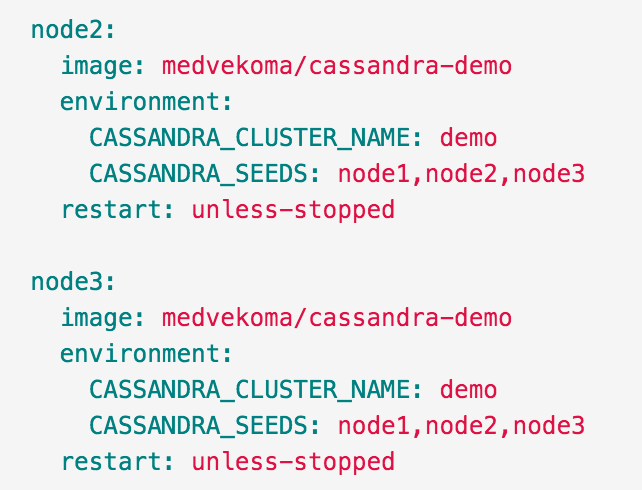 node2:
  image: medvekoma/cassandra-demo
  environment:
    CASSANDRA_CLUSTER_NAME: demo
    CASSANDRA_SEEDS: node1,node2,node3
  restart: unless-stopped

node3:
  image: medvekoma/cassandra-demo
  environment:
    CASSANDRA_CLUSTER_NAME: demo
    CASSANDRA_SEEDS: node1,node2,node3
  restart: unless-stopped